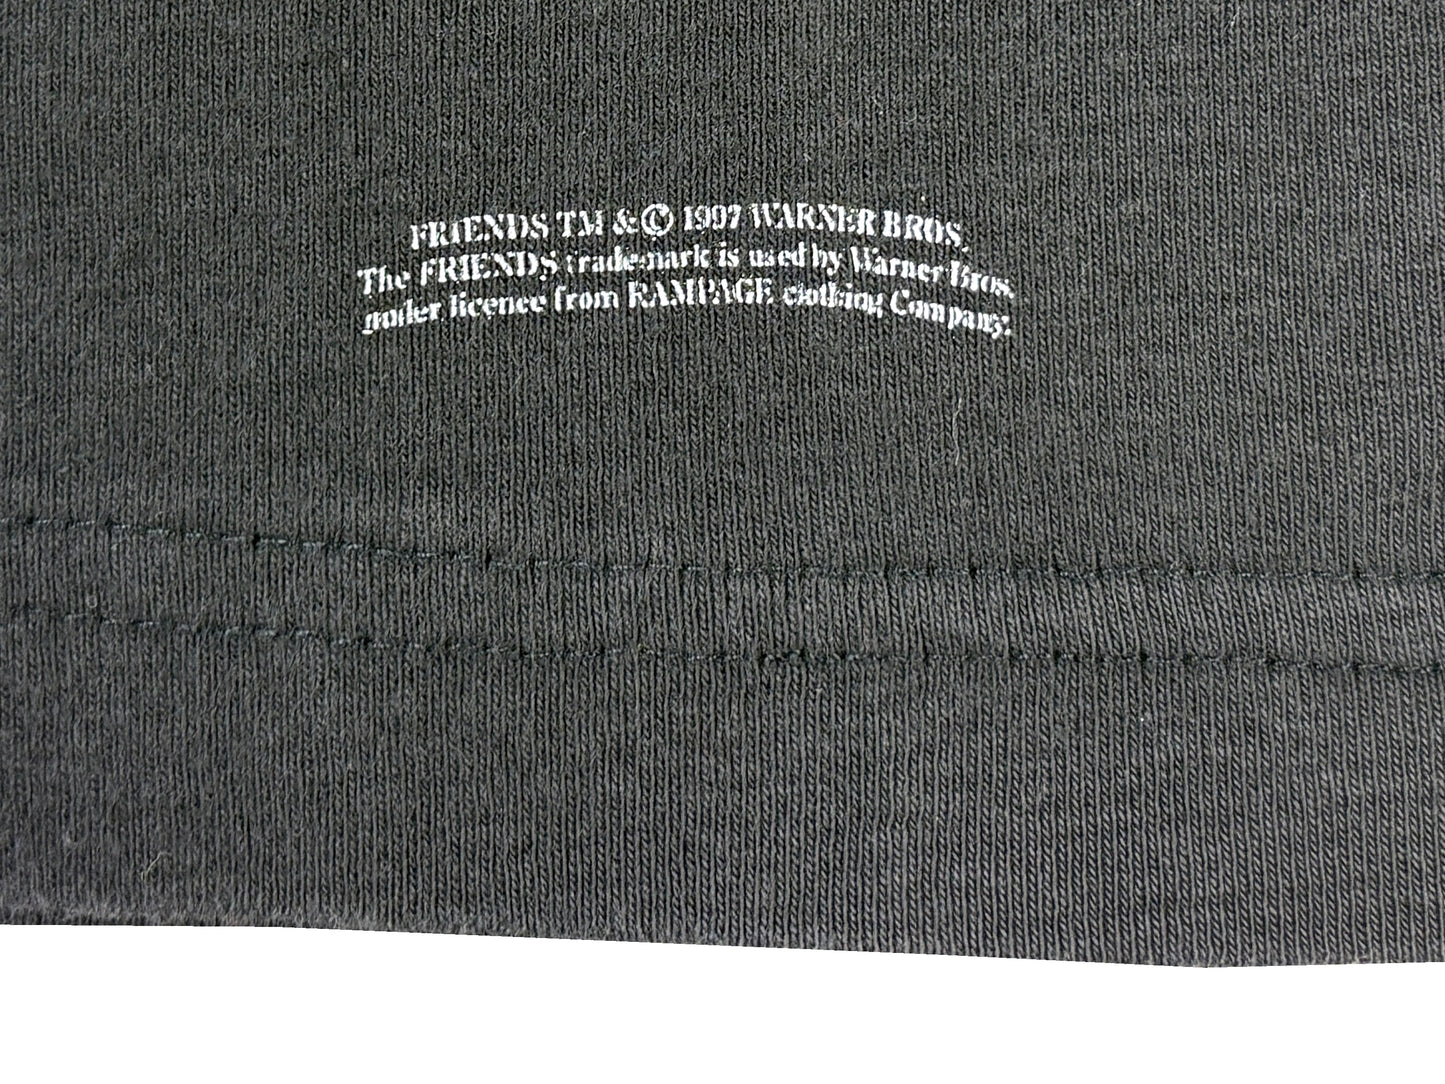 FRIENDS TM & © 1997 WARNER BROS.
The FRIENDS trademark is used by Warner Bros.
under licence from RAMPAGE clothing Company.